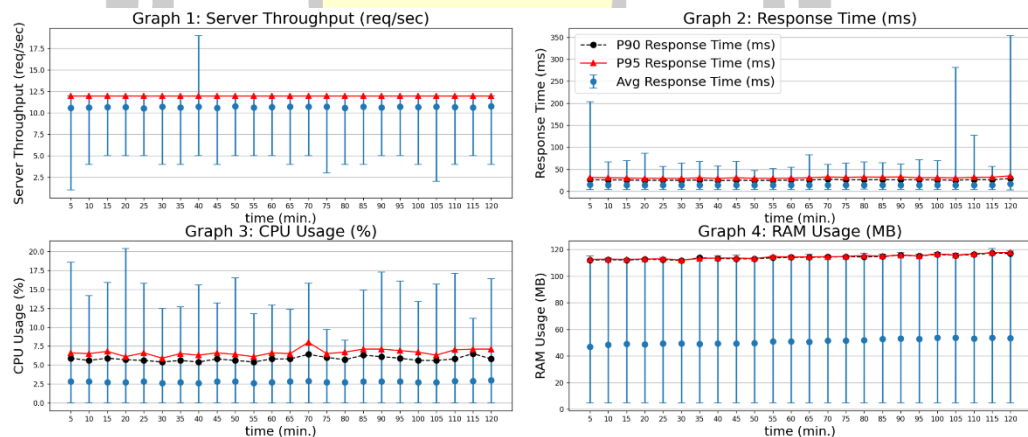 Graph 1: Server Throughput (req/sec)
Server Throughput (req/sec)
17.5
15.0
12.5
10.0
7.5
5.0
2.5
5 10 15 20 25 30 35 40 45 50 55 60 65 70 75 80 85 90 95 100 105 110 115 120
time (min.)
Graph 2: Response Time (ms)
Response Time (ms)
350
300
250
200
150
100
50
0
P90 Response Time (ms)
P95 Response Time (ms)
Avg Response Time (ms)
5 10 15 20 25 30 35 40 45 50 55 60 65 70 75 80 85 90 95 100 105 110 115 120
time (min.)
Graph 3: CPU Usage (%)
CPU Usage (%)
20.0
17.5
15.0
12.5
10.0
7.5
5.0
2.5
0.0
5 10 15 20 25 30 35 40 45 50 55 60 65 70 75 80 85 90 95 100 105 110 115 120
time (min.)
Graph 4: RAM Usage (MB)
RAM Usage (MB)
120
100
80
60
40
20
0
5 10 15 20 25 30 35 40 45 50 55 60 65 70 75 80 85 90 95 100 105 110 115 120
time (min.)